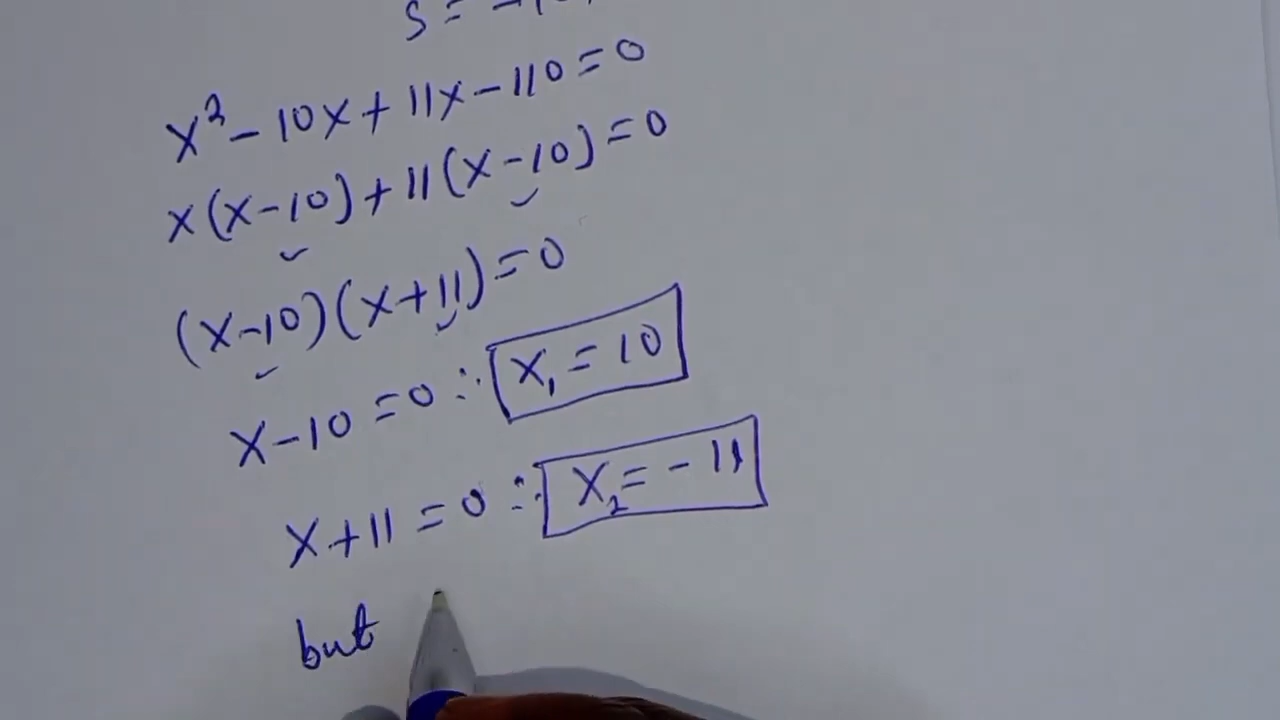 S = -10,
x² - 10x + 11x - 110 = 0
x(x-10) + 11(x-10) = 0
(x-10)(x+11) = 0
x - 10 = 0 ∴ x₁ = 10
x + 11 = 0 ∴ x₂ = - 11
but